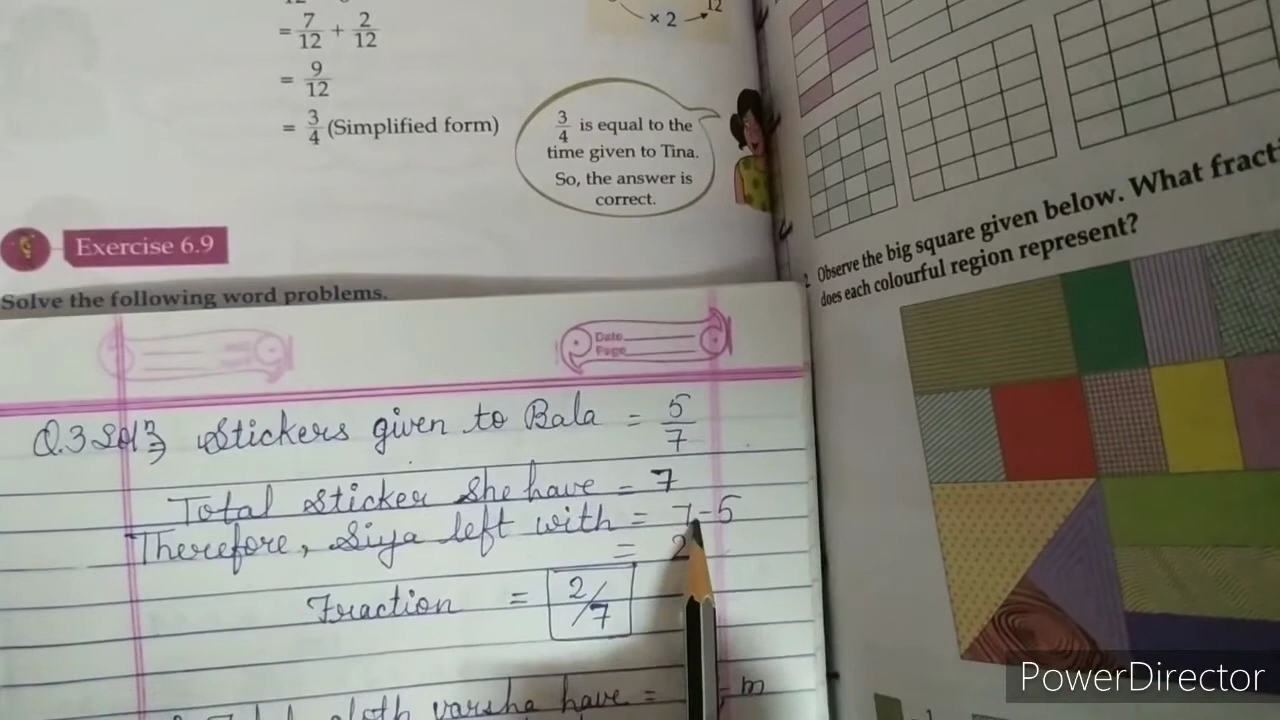 = 7/12 + 2/12
= 9/12
= 3/4 (Simplified form)
× 2
12
3/4 is equal to the
time given to Tina.
So, the answer is
correct.
Exercise 6.9
Solve the following word problems.
Date
Page
Q.3 Solⁿ Stickers given to Bala = 5/7
Total Sticker She have = 7
Therefore, Siya left with = 7-5
= 2
Fraction = 2/7
cloth varsha have = m
Observe the big square given below. What
does each colourful region represent?
PowerDirector